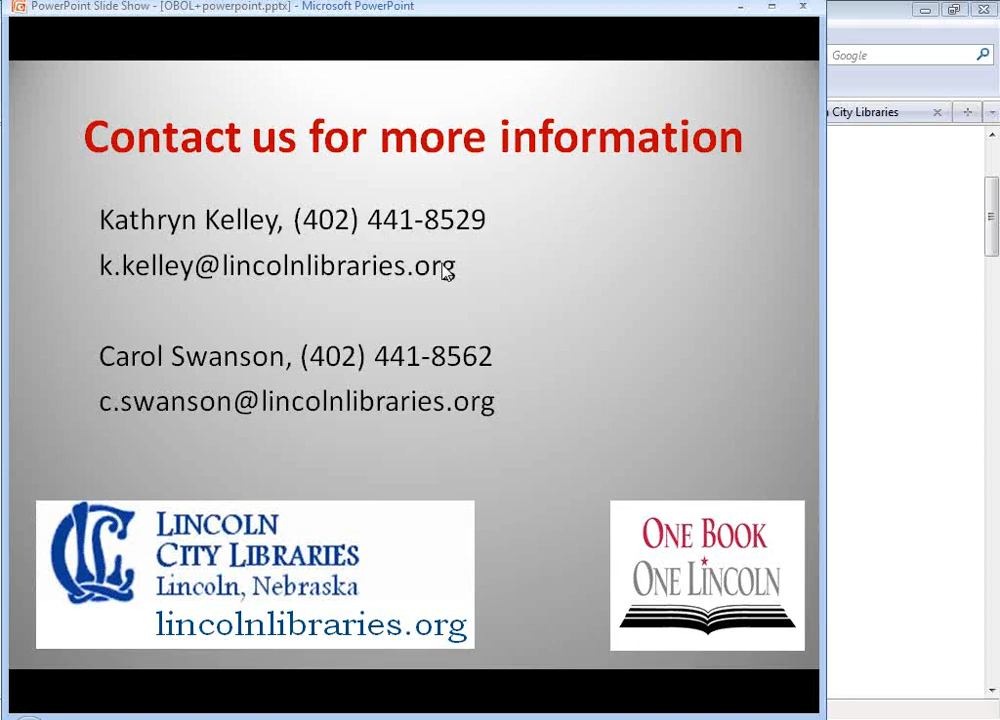 PowerPoint Slide Show - [OBOL+powerpoint.pptx] - Microsoft PowerPoint
Google
City Libraries
Contact us for more information
Kathryn Kelley, (402) 441-8529
k.kelley@lincolnlibraries.org
Carol Swanson, (402) 441-8562
c.swanson@lincolnlibraries.org
LINCOLN
CITY LIBRARIES
Lincoln, Nebraska
lincolnlibraries.org
ONE BOOK
ONE LINCOLN